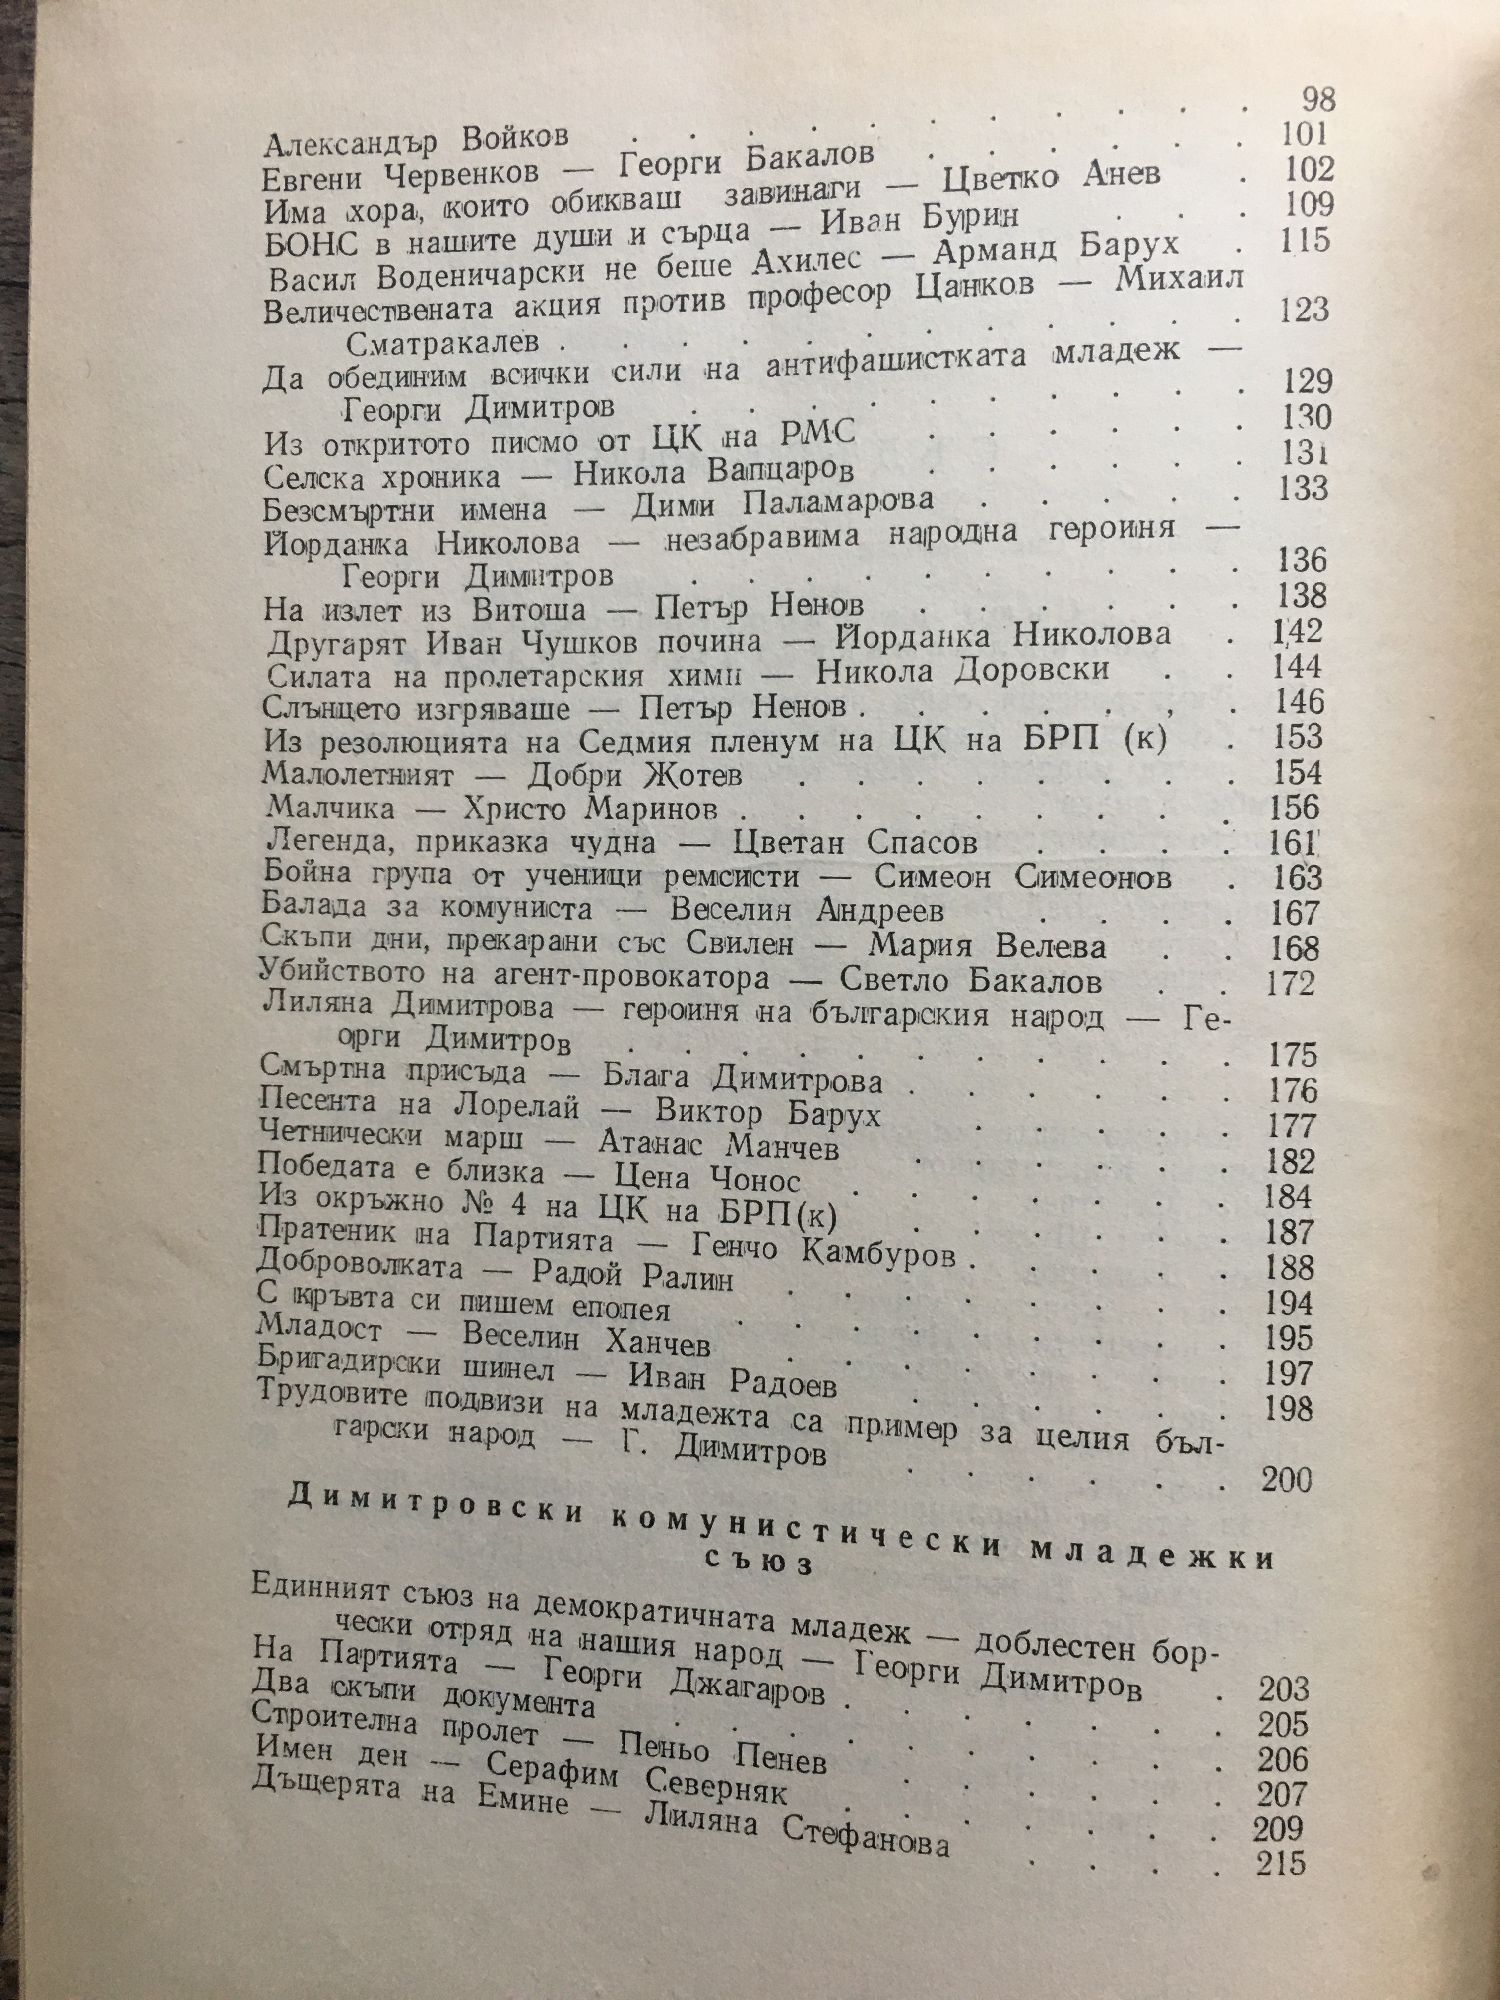 Александър Войков . . . . . . . . . . . 98
Евгени Червенков — Георги Бакалов . . . . . . 101
Има хора, които обикваш завинаги — Цветко Анев . 102
БОНС в нашите души и сърца — Иван Бурин . . . 109
Васил Воденичарски не беше Ахилес — Арманд Барух . 115
Величествената акция против професор Цанков — Михаил
Сматракалев . . . . . . . . . . . . 123
Да обединим всички сили на антифашистката младеж —
Георги Димитров . . . . . . . . . . 129
Из откритото писмо от ЦК на РМС . . . . . . 130
Селска хроника — Никола Вапцаров . . . . . . 131
Безсмъртни имена — Дими Паламарова . . . . . 133
Йорданка Николова — незабравима народна героиня —
Георги Димитров . . . . . . . . . . 136
На излет из Витоша — Петър Ненов . . . . . . 138
Другарят Иван Чушков почина — Йорданка Николова . 142
Силата на пролетарския химн — Никола Доровски . . 144
Слънцето изгряваше — Петър Ненов . . . . . , . 146
Из резолюцията на Седмия пленум на ЦК на БРП (к) . 153
Малолетният — Добри Жотев . . . . . . . . 154
Малчика — Христо Маринов . . . . . . . . . 156
Легенда, приказка чудна — Цветан Спасов . . . . 161
Бойна група от ученици ремсисти — Симеон Симеонов . 163
Балада за комуниста — Веселин Андреев . . . . 167
Скъпи дни, прекарани със Свилен — Мария Велева . . 168
Убийството на агент-провокатора — Светло Бакалов . . 172
Лиляна Димитрова — героиня на българския народ — Ге-
орги Димитров . . . . . . . . . . . 175
Смъртна присъда — Блага Димитрова . . . . . . 176
Песента на Лорелай — Виктор Барух . . . . . 177
Четнически марш — Атанас Манчев . . . . . . 182
Победата е близка — Цена Чонос . . . . . . . 184
Из окръжно № 4 на ЦК на БРП(к) . . . . . . 187
Пратеник на Партията — Генчо Камбуров . . . . . 188
Доброволката — Радой Ралин . . . . . . . . 194
С кръвта си пишем епопея . . . . . . . . . 195
Младост — Веселин Ханчев . . . . . . . . 197
Бригадирски шинел — Иван Радоев . . . . . . 198
Трудовите подвизи на младежта са пример за целия бъл-
гарски народ — Г. Димитров . . . . . . 200
Димитровски комунистически младежки
съюз
Единният съюз на демократичната младеж — доблестен бор-
чески отряд на нашия народ — Георги Димитров . 203
На Партията — Георги Джагаров . . . . . . . 205
Два скъпи документа . . . . . . . . . . 206
Строителна пролет — Пеньо Пенев . . . . . . 207
Имен ден — Серафим Северняк . . . . . . . 209
Дъщерята на Емине — Лиляна Стефанова . . . . 215